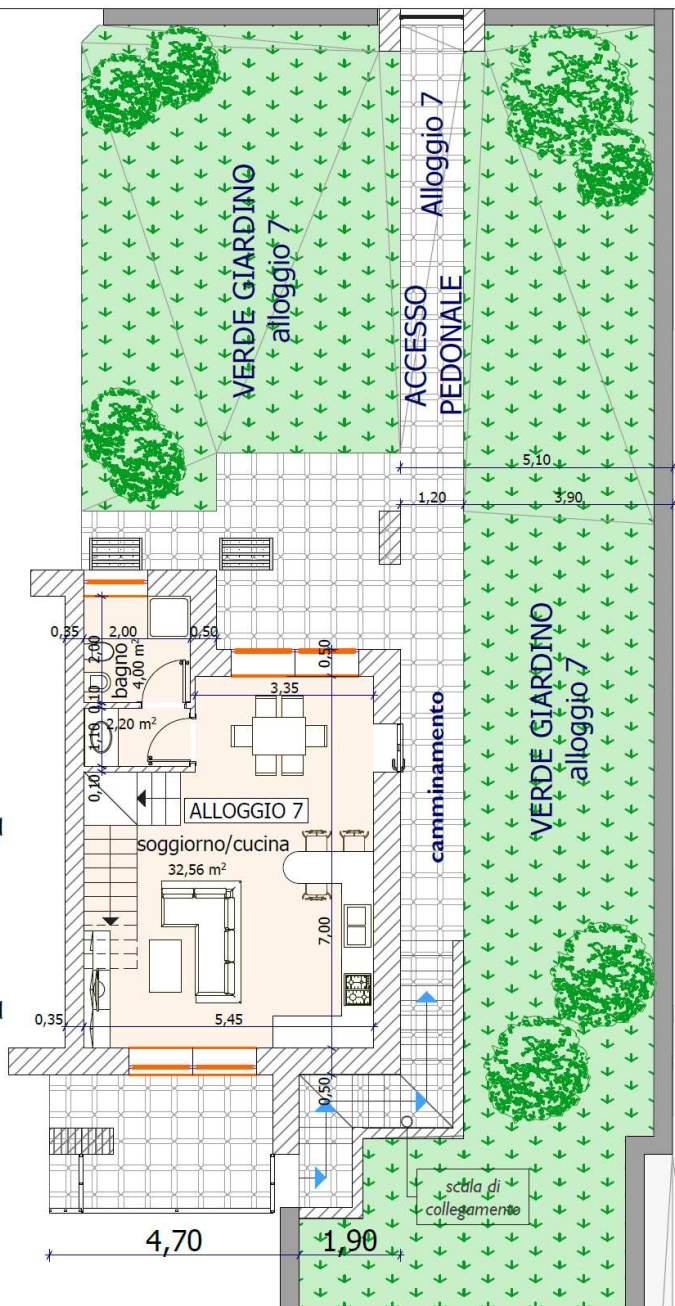 VERDE GIARDINO
alloggio 7
Alloggio 7
ACCESSO
PEDONALE
5,10
1,20
3,90
0,35
2,00
0,50
2,00
bagno
4,00 m²
0,50
0,10
3,35
2,20 m²
1,10
0,10
camminamento
VERDE GIARDINO
alloggio 7
ALLOGGIO 7
soggiorno/cucina
32,56 m²
7,00
0,35
5,45
0,50
scala di
collegamento
4,70
1,90